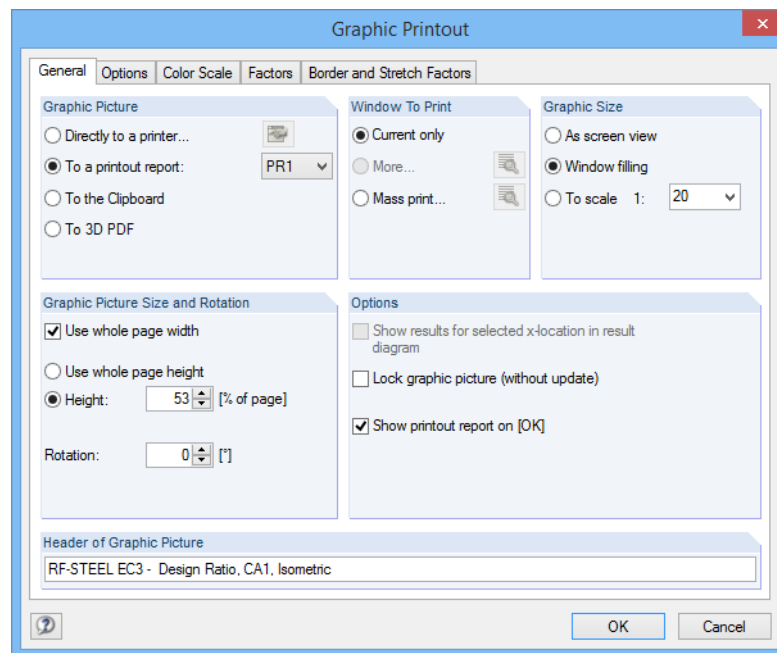 Graphic Printout
General Options Color Scale Factors Border and Stretch Factors
Graphic Picture
Directly to a printer...
To a printout report: PR1
To the Clipboard
To 3D PDF
Window To Print
Current only
More...
Mass print...
Graphic Size
As screen view
Window filling
To scale 1: 20
Graphic Picture Size and Rotation
Use whole page width
Use whole page height
Height: 53 [% of page]
Rotation: 0 [°]
Options
Show results for selected x-location in result
diagram
Lock graphic picture (without update)
Show printout report on [OK]
Header of Graphic Picture
RF-STEEL EC3 - Design Ratio, CA1, Isometric
OK Cancel